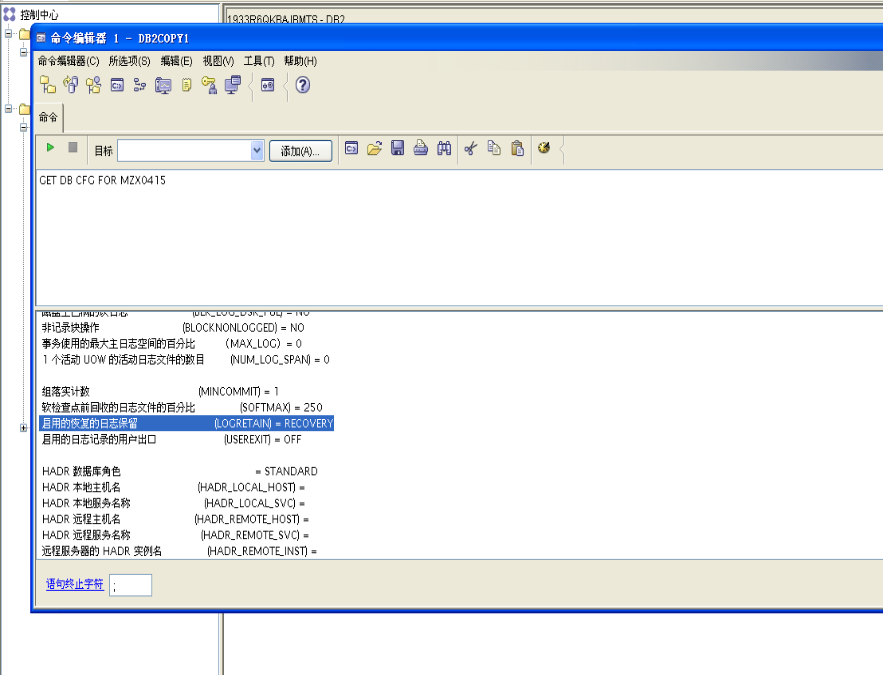 控制中心
1933R6QKBAJBMTS - DB2
命令编辑器 1 - DB2COPY1
命令编辑器(C) 所选项(S) 编辑(E) 视图(V) 工具(T) 帮助(H)
命令
目标 添加(A)...
GET DB CFG FOR MZX0415
非记录块操作 (BLOCKNONLOGGED) = NO
事务使用的最大主日志空间的百分比 (MAX_LOG) = 0
1 个活动 UOW 的活动日志文件的数目 (NUM_LOG_SPAN) = 0
组落实计数 (MINCOMMIT) = 1
软检查点前回收的日志文件的百分比 (SOFTMAX) = 250
启用的恢复的日志保留 (LOGRETAIN) = RECOVERY
启用的日志记录的用户出口 (USEREXIT) = OFF
HADR 数据库角色 = STANDARD
HADR 本地主机名 (HADR_LOCAL_HOST) =
HADR 本地服务名称 (HADR_LOCAL_SVC) =
HADR 远程主机名 (HADR_REMOTE_HOST) =
HADR 远程服务名称 (HADR_REMOTE_SVC) =
远程服务器的 HADR 实例名 (HADR_REMOTE_INST) =
语句终止字符 ;